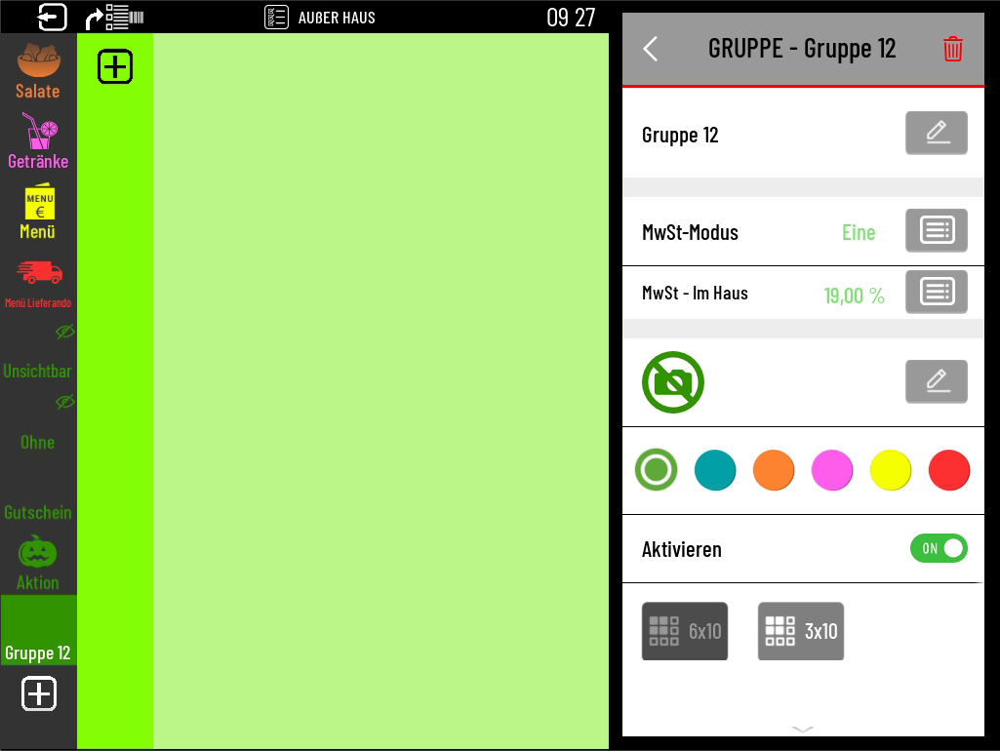 AUßER HAUS
09 27
Salate
Getränke
MENU
€
Menü
Menü Lieferando
Unsichtbar
Ohne
Gutschein
Aktion
Gruppe 12
GRUPPE - Gruppe 12
Gruppe 12
MwSt-Modus Eine
MwSt - Im Haus 19,00 %
Aktivieren ON
6x10 3x10